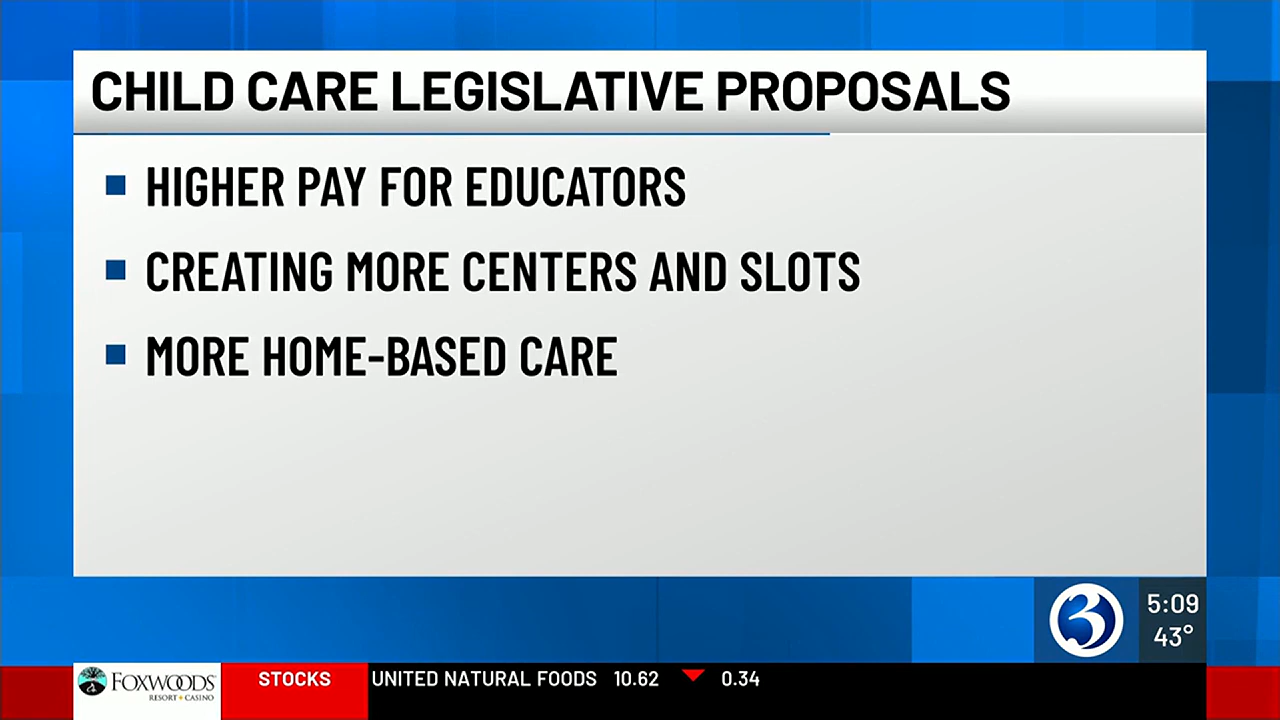 CHILD CARE LEGISLATIVE PROPOSALS
HIGHER PAY FOR EDUCATORS
CREATING MORE CENTERS AND SLOTS
MORE HOME-BASED CARE
3
5:09
43°
FOXWOODS
RESORT CASINO
STOCKS
UNITED NATURAL FOODS 10.62 0.34